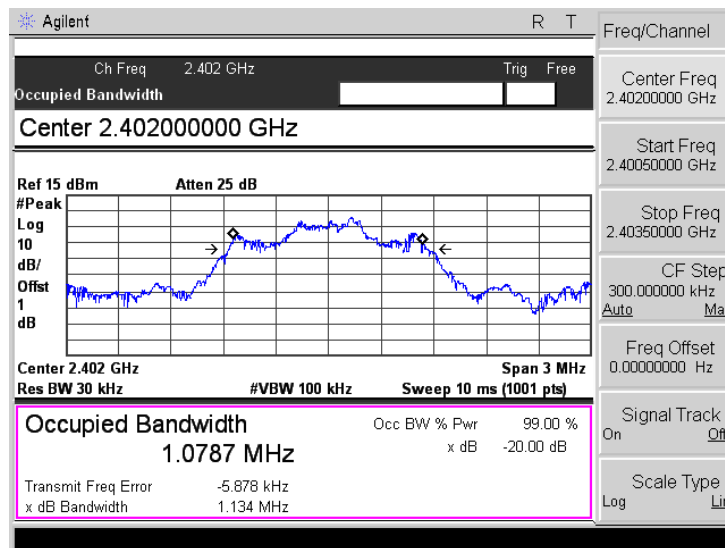 Agilent R T
Ch Freq 2.402 GHz Trig Free
Occupied Bandwidth
Center 2.402000000 GHz
Ref 15 dBm Atten 25 dB
#Peak
Log
10
dB/
Offst
1
dB
Center 2.402 GHz Span 3 MHz
Res BW 30 kHz #VBW 100 kHz Sweep 10 ms (1001 pts)
Occupied Bandwidth
1.0787 MHz
Occ BW % Pwr 99.00 %
x dB -20.00 dB
Transmit Freq Error -5.878 kHz
x dB Bandwidth 1.134 MHz
Freq/Channel
Center Freq
2.40200000 GHz
Start Freq
2.40050000 GHz
Stop Freq
2.40350000 GHz
CF Step
300.000000 kHz
Auto Ma
Freq Offset
0.00000000 Hz
Signal Track
On Off
Scale Type
Log Lin